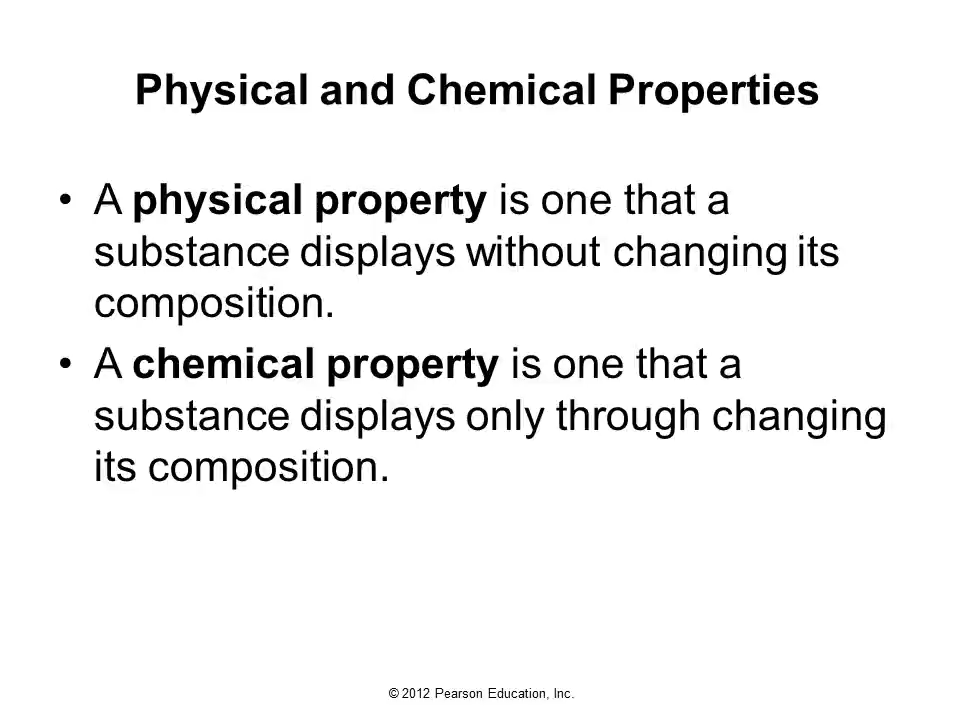 Physical and Chemical Properties
• A physical property is one that a
substance displays without changing its
composition.
• A chemical property is one that a
substance displays only through changing
its composition.
© 2012 Pearson Education, Inc.